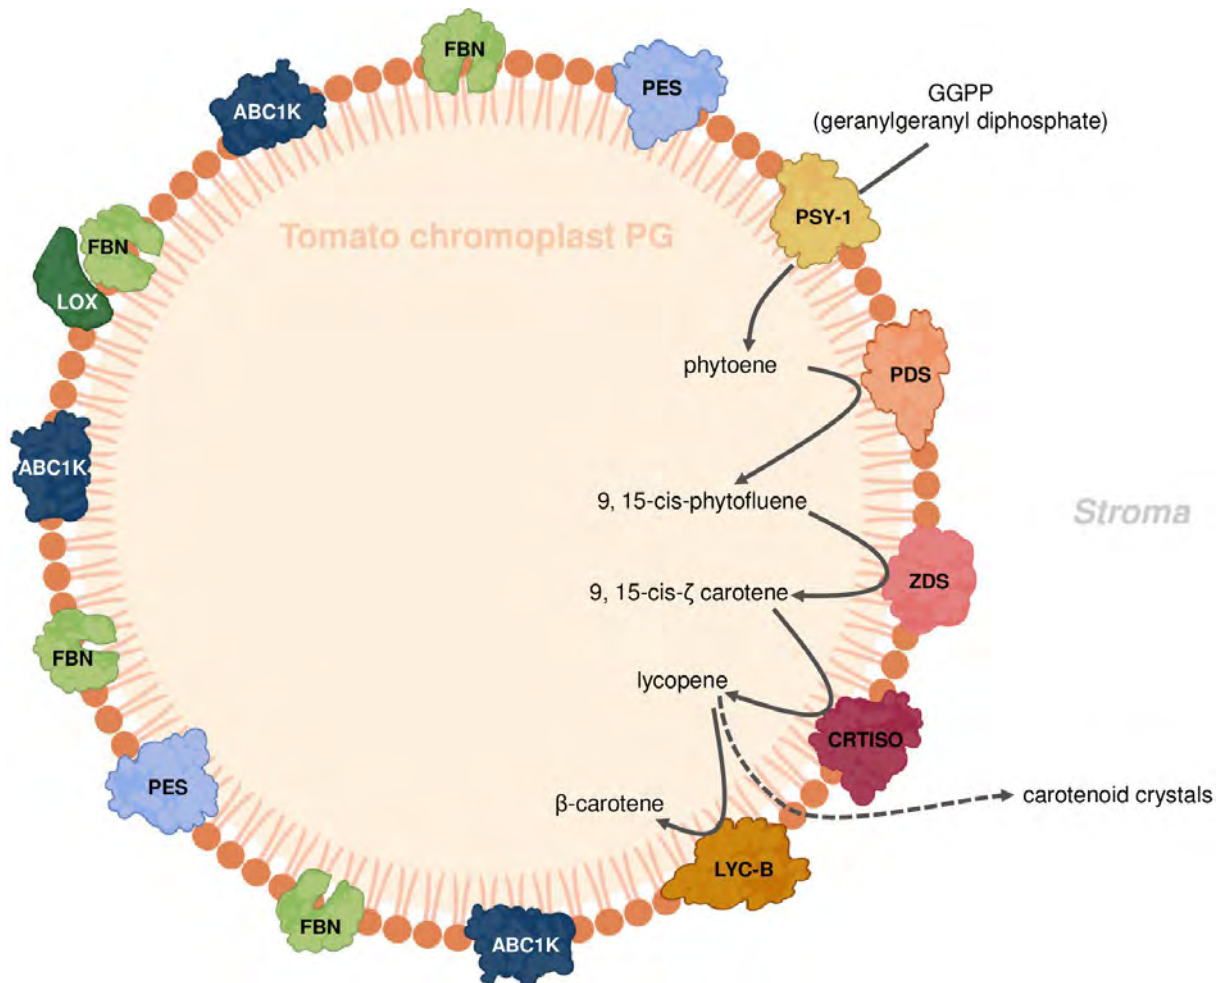 FBN
PES
ABC1K
GGPP
(geranylgeranyl diphosphate)
PSY-1
Tomato chromoplast PG
FBN
LOX
phytoene
PDS
ABC1K
9, 15-cis-phytofluene
Stroma
ZDS
9, 15-cis-ζ carotene
FBN
lycopene
CRTISO
PES
β-carotene
carotenoid crystals
LYC-B
FBN
ABC1K